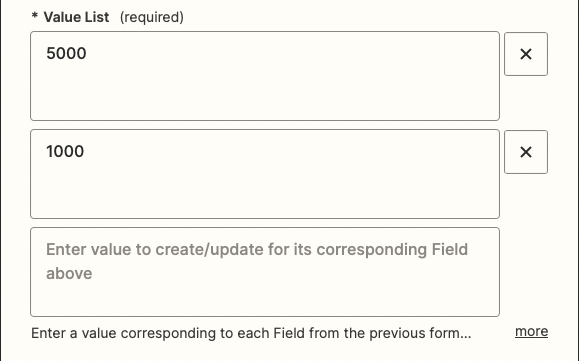 * Value List (required)
5000
×
1000
×
Enter value to create/update for its corresponding Field
above
Enter a value corresponding to each Field from the previous form...
more